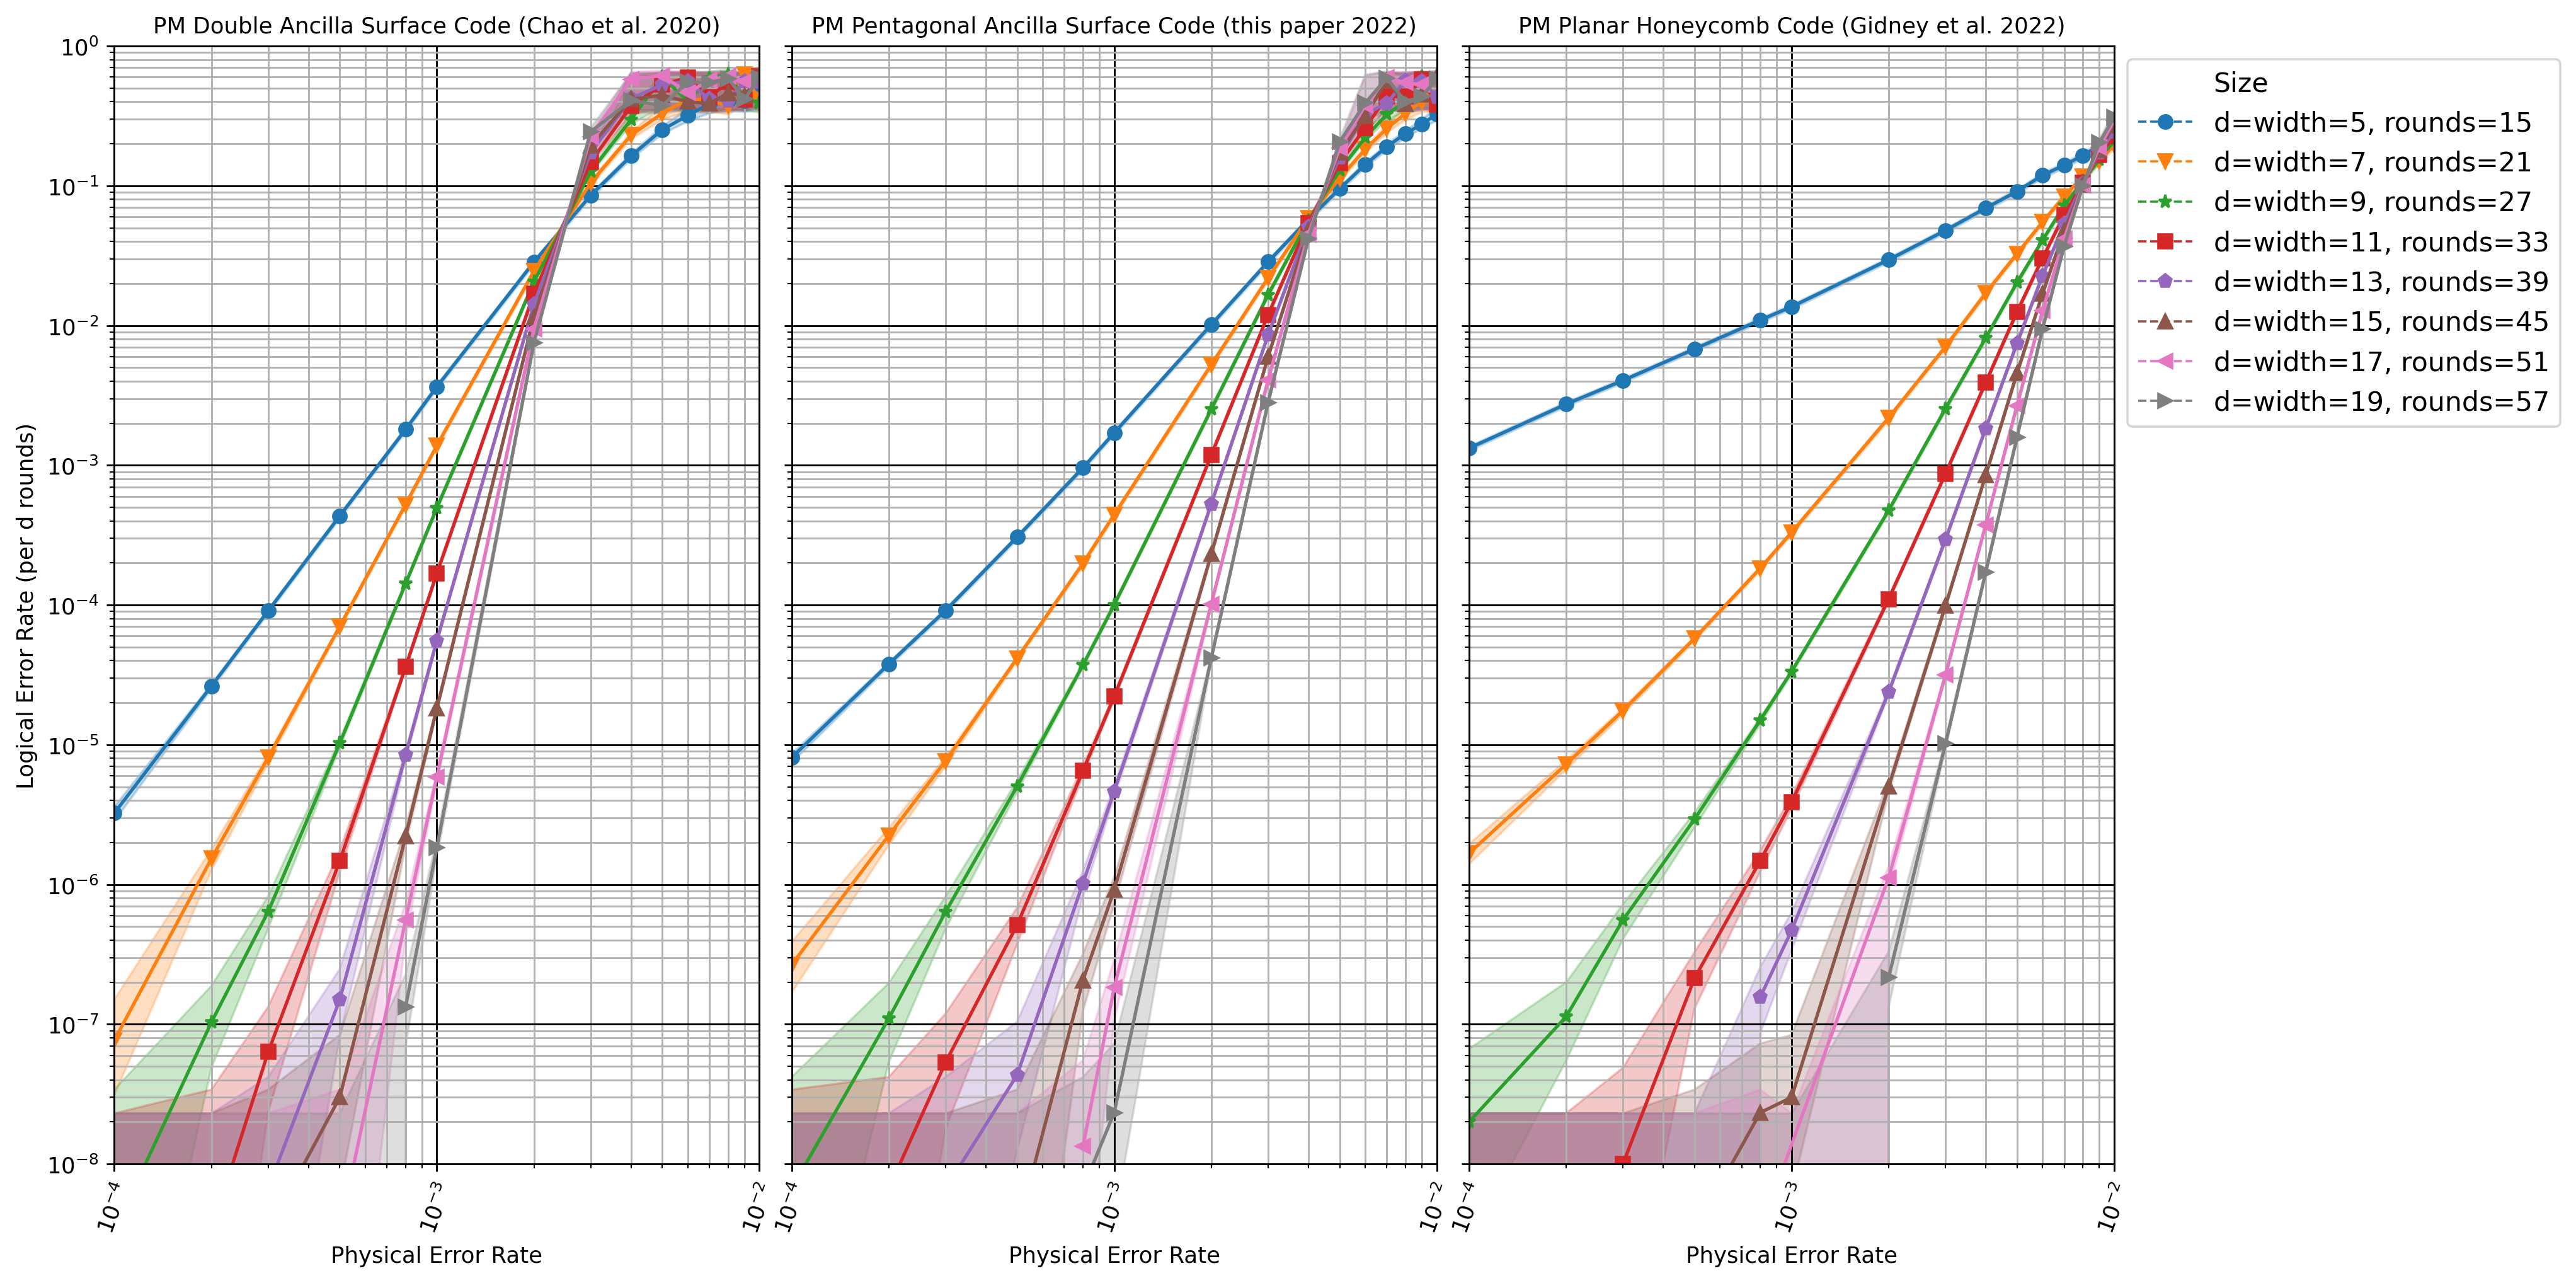 PM Double Ancilla Surface Code (Chao et al. 2020)
PM Pentagonal Ancilla Surface Code (this paper 2022)
PM Planar Honeycomb Code (Gidney et al. 2022)
Size
d=width=5, rounds=15
d=width=7, rounds=21
d=width=9, rounds=27
d=width=11, rounds=33
d=width=13, rounds=39
d=width=15, rounds=45
d=width=17, rounds=51
d=width=19, rounds=57
Logical Error Rate (per d rounds)
10⁰
10⁻¹
10⁻²
10⁻³
10⁻⁴
10⁻⁵
10⁻⁶
10⁻⁷
10⁻⁸
10⁻⁴ 10⁻³ 10⁻²
10⁻⁴ 10⁻³ 10⁻²
10⁻⁴ 10⁻³ 10⁻²
Physical Error Rate
Physical Error Rate
Physical Error Rate